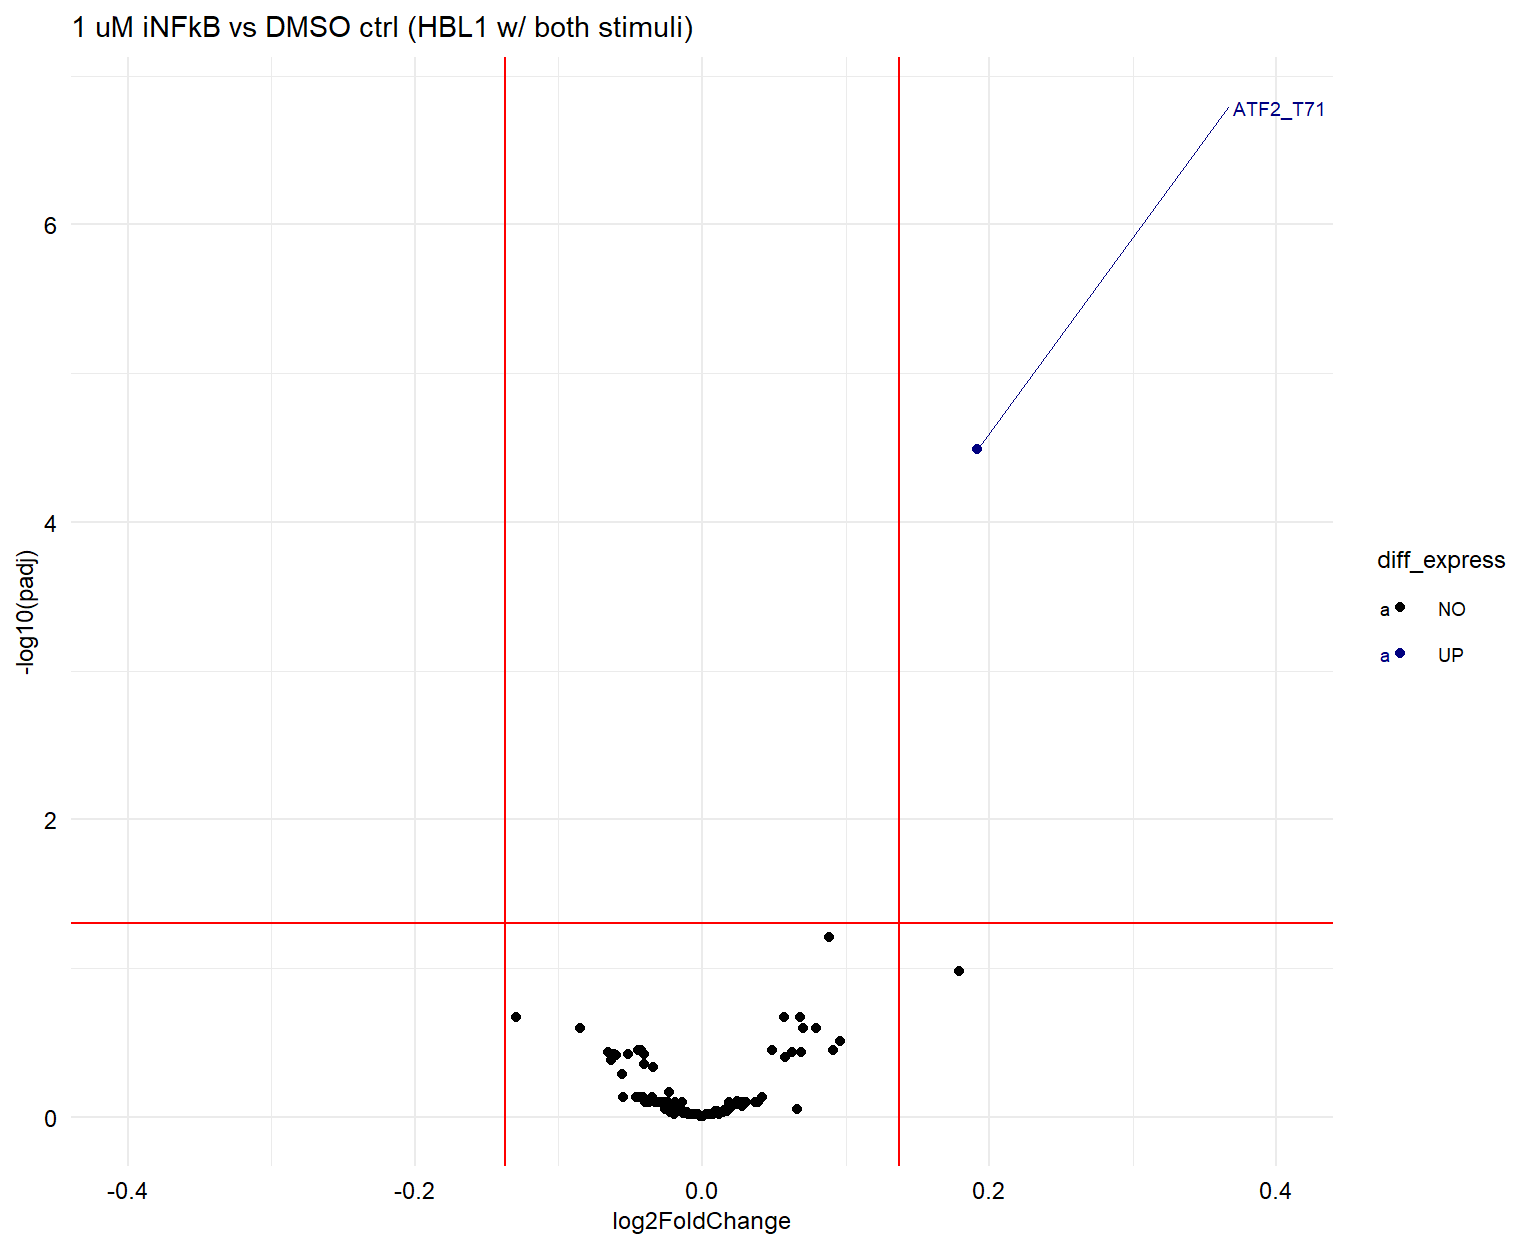 1 uM iNFkB vs DMSO ctrl (HBL1 w/ both stimuli)
ATF2_T71
6
4
2
0
-log10(padj)
-0.4 -0.2 0.0 0.2 0.4
log2FoldChange
diff_express
a NO
a UP